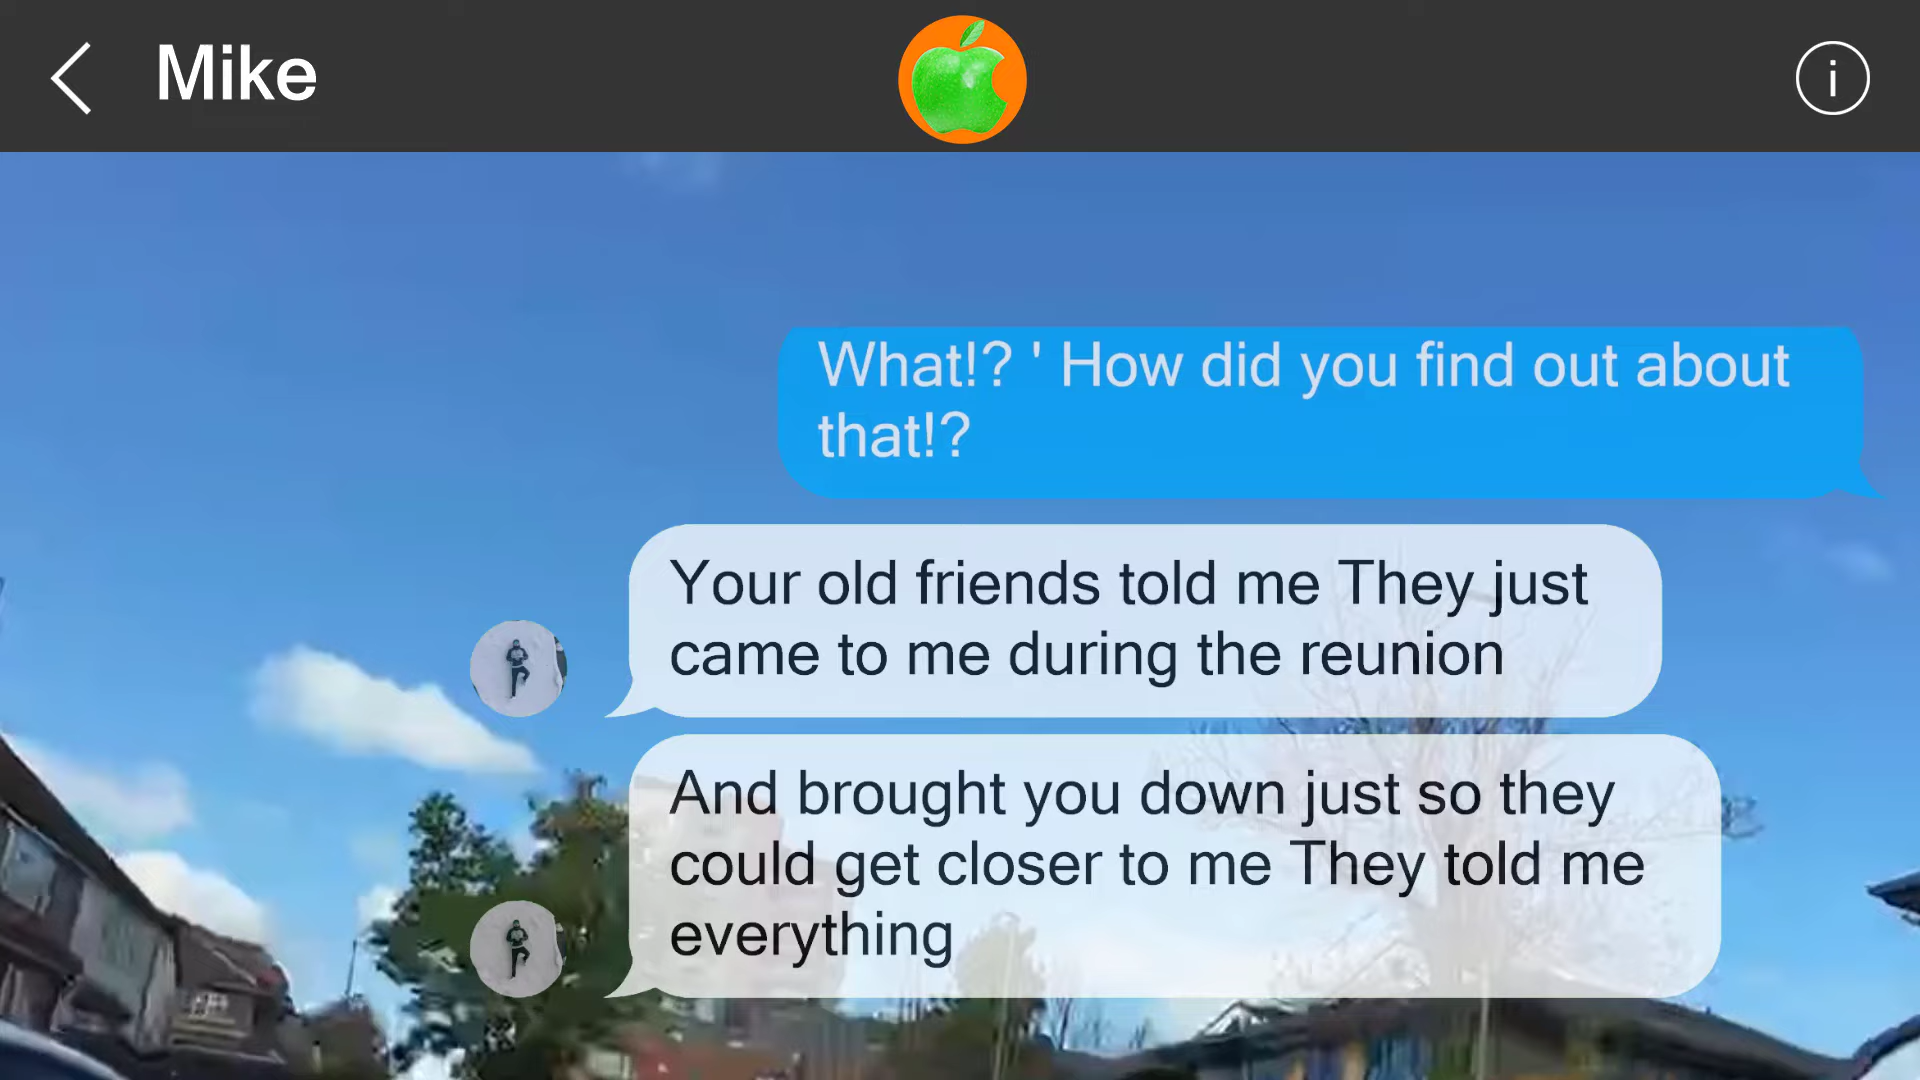 Mike
What!? ' How did you find out about
that!?
Your old friends told me They just
came to me during the reunion
And brought you down just so they
could get closer to me They told me
everything